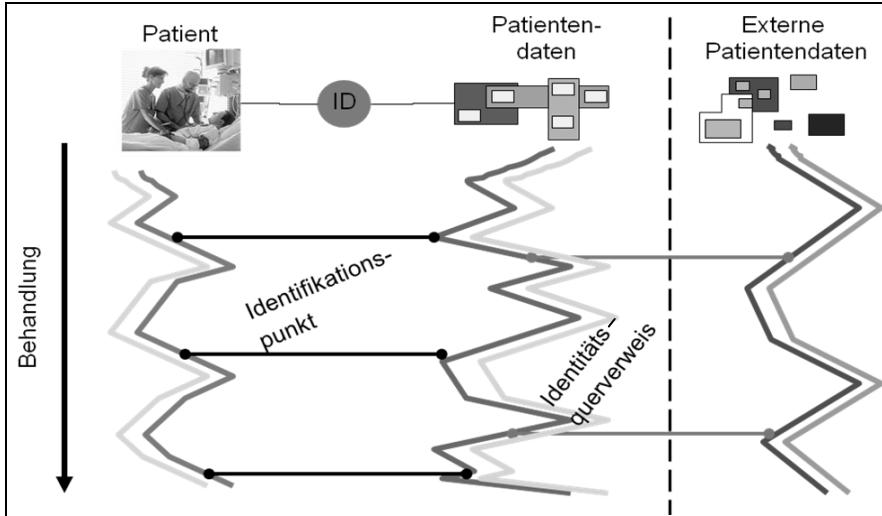 Patient
Patienten-
daten
Externe
Patientendaten
ID
Behandlung
Identifikations-
punkt
Identitäts-
querverweis